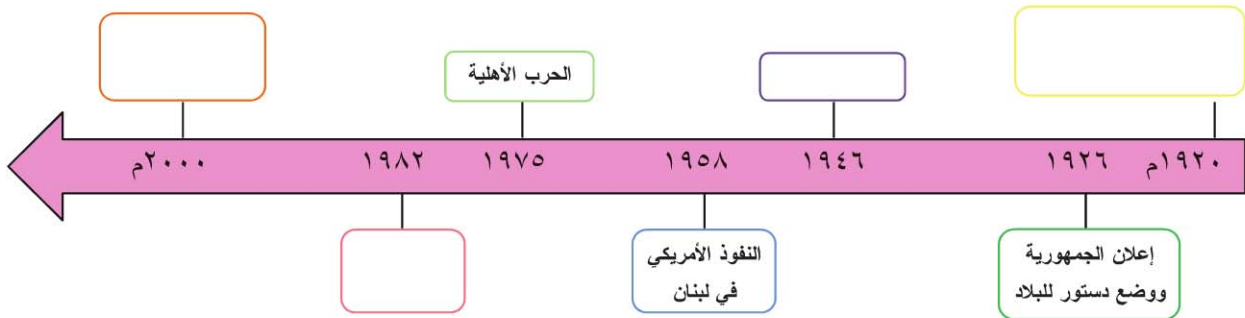 الحرب الأهلية
١٩٢٠م ١٩٢٦ ١٩٤٦ ١٩٥٨ ١٩٧٥ ١٩٨٢ ٢٠٠٠م
إعلان الجمهورية
ووضع دستور للبلاد
النفوذ الأمريكي
في لبنان